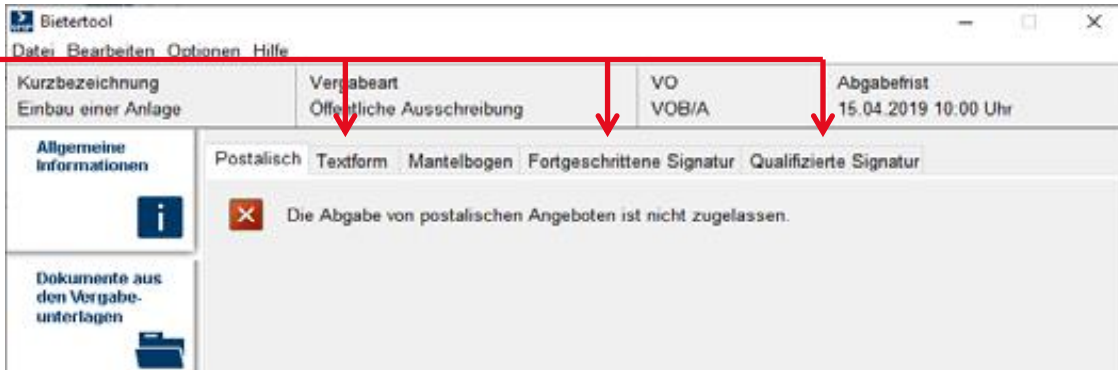 Bietertool
Datei Bearbeiten Optionen Hilfe
Kurzbezeichnung Vergabeart VO Abgabefrist
Einbau einer Anlage Öffentliche Ausschreibung VOB/A 15.04.2019 10:00 Uhr
Allgemeine
Informationen
Postalisch Textform Mantelbogen Fortgeschrittene Signatur Qualifizierte Signatur
i
Die Abgabe von postalischen Angeboten ist nicht zugelassen.
Dokumente aus
den Vergabe-
unterlagen